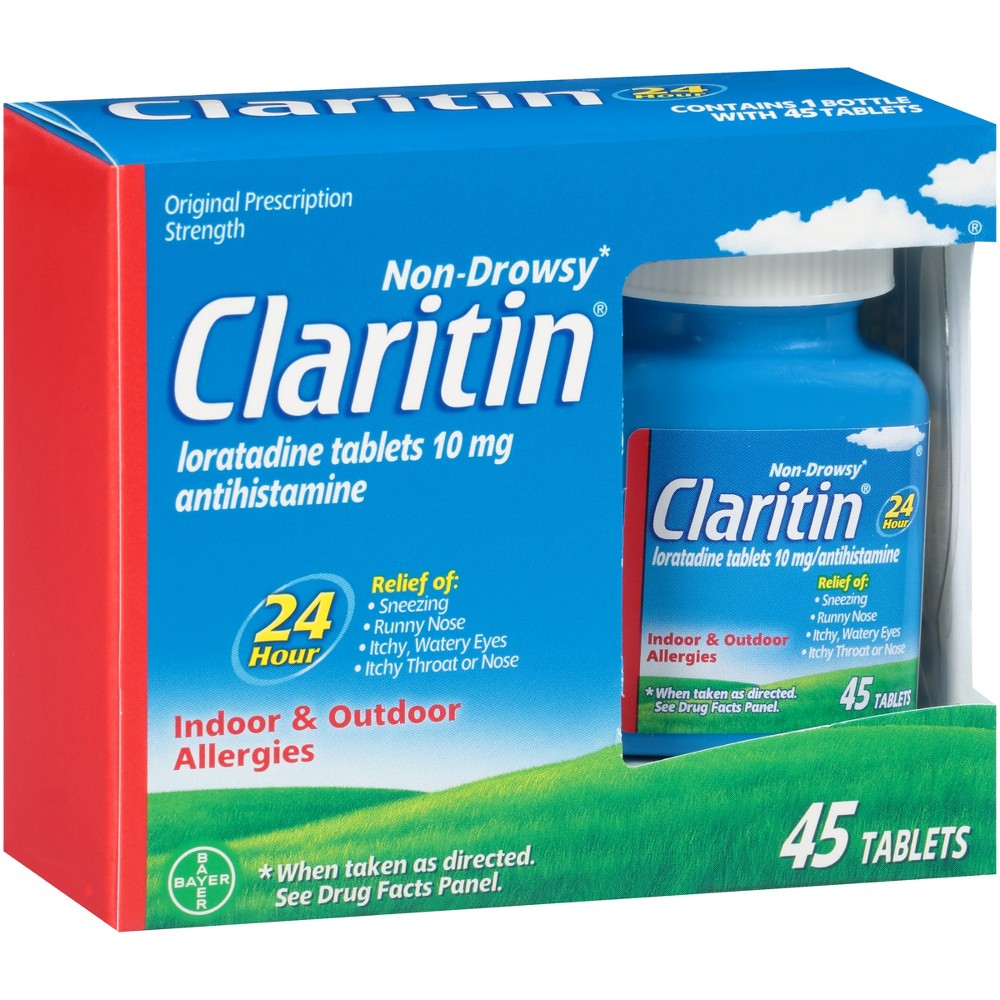 Claritin 24 Hour
CONTAINS 1 BOTTLE
WITH 45 TABLETS
Original Prescription
Strength
Non-Drowsy*
Claritin®
loratadine tablets 10 mg
antihistamine
24
Hour
Relief of:
• Sneezing
• Runny Nose
• Itchy, Watery Eyes
• Itchy Throat or Nose
Indoor & Outdoor
Allergies
BAYER
BAYER
*When taken as directed.
See Drug Facts Panel.
45 TABLETS
®
®
Non-Drowsy*
Claritin®
24
Hour
loratadine tablets 10 mg/antihistamine
Relief of:
• Sneezing
• Runny Nose
• Itchy, Watery Eyes
• Itchy Throat or Nose
Indoor & Outdoor
Allergies
*When taken as directed.
See Drug Facts Panel.
45 TABLETS